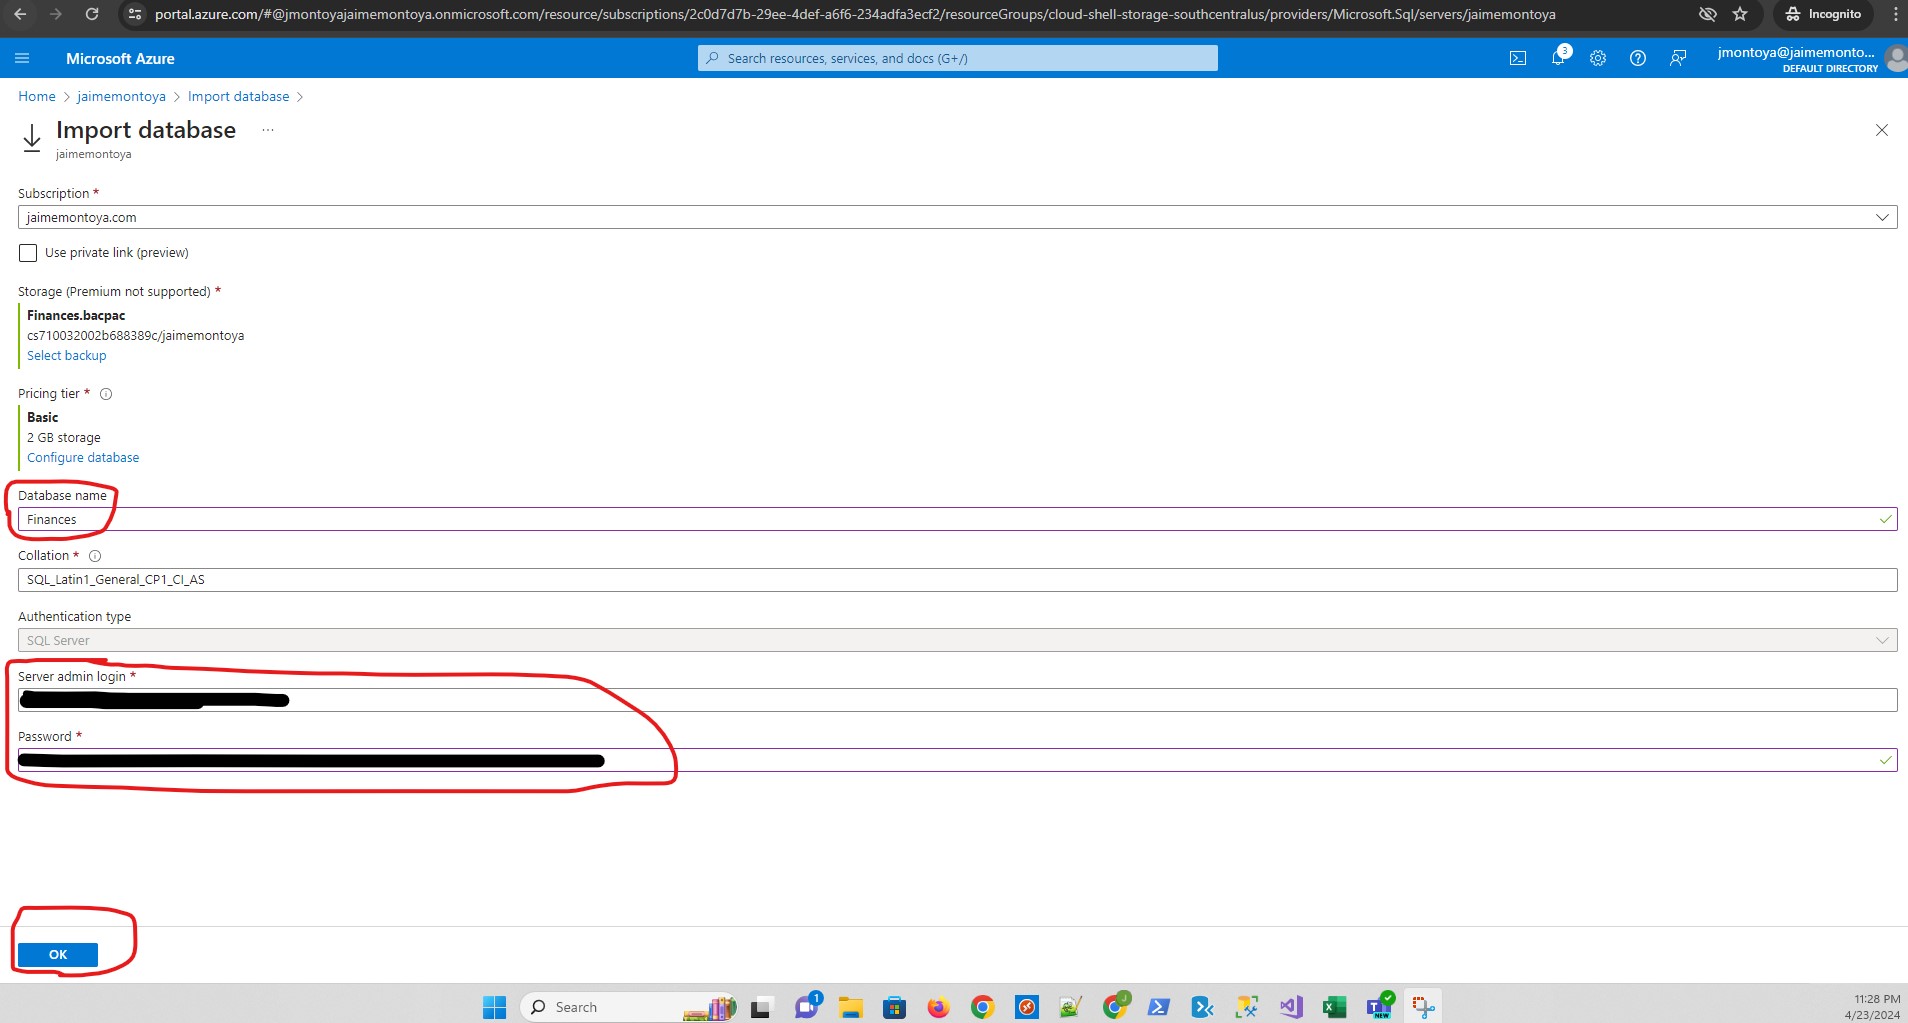 portal.azure.com/#@jmontoyajaimemontoya.onmicrosoft.com/resource/subscriptions/2c0d7d7b-29ee-4def-a6f6-234adfa3ecf2/resourceGroups/cloud-shell-storage-southcentralus/providers/Microsoft.Sql/servers/jaimemontoya
Incognito
Microsoft Azure
Search resources, services, and docs (G+/)
3
jmontoya@jaimemonto...
DEFAULT DIRECTORY
Home > jaimemontoya > Import database >
Import database ...
jaimemontoya
Subscription *
jaimemontoya.com
Use private link (preview)
Storage (Premium not supported) *
Finances.bacpac
cs710032002b688389c/jaimemontoya
Select backup
Pricing tier *
Basic
2 GB storage
Configure database
Database name
Finances
Collation *
SQL_Latin1_General_CP1_CI_AS
Authentication type
SQL Server
Server admin login *
Password *
OK
Search
1
J
NEW
11:28 PM
4/23/2024